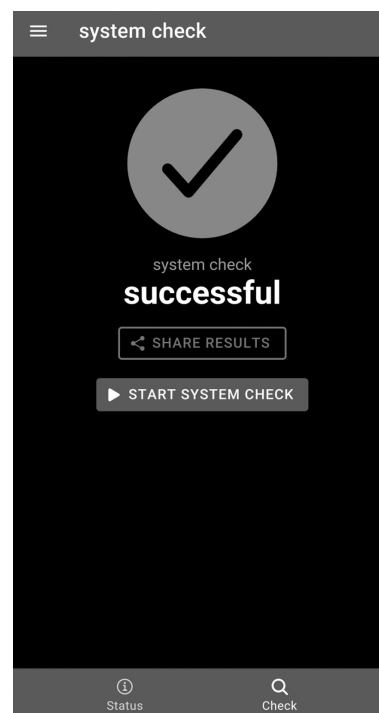 system check
system check
successful
SHARE RESULTS
START SYSTEM CHECK
Status
Check